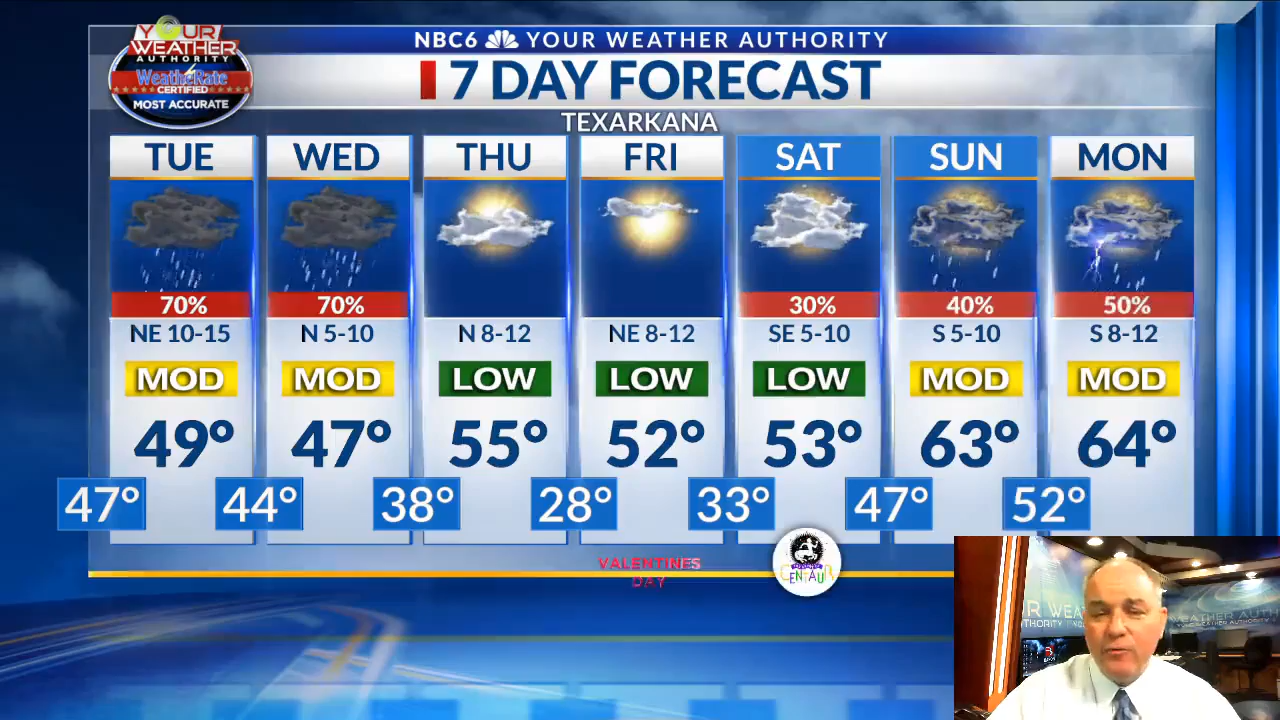 YOUR
WEATHER
AUTHORITY
WeatheRate
CERTIFIED
MOST ACCURATE
NBC6 YOUR WEATHER AUTHORITY
7 DAY FORECAST
TEXARKANA
TUE WED THU FRI SAT SUN MON
70% 70% 30% 40% 50%
NE 10-15 N 5-10 N 8-12 NE 8-12 SE 5-10 S 5-10 S 8-12
MOD MOD LOW LOW LOW MOD MOD
49° 47° 55° 52° 53° 63° 64°
47° 44° 38° 28° 33° 47° 52°
VALENTINES
DAY
CENTAUR